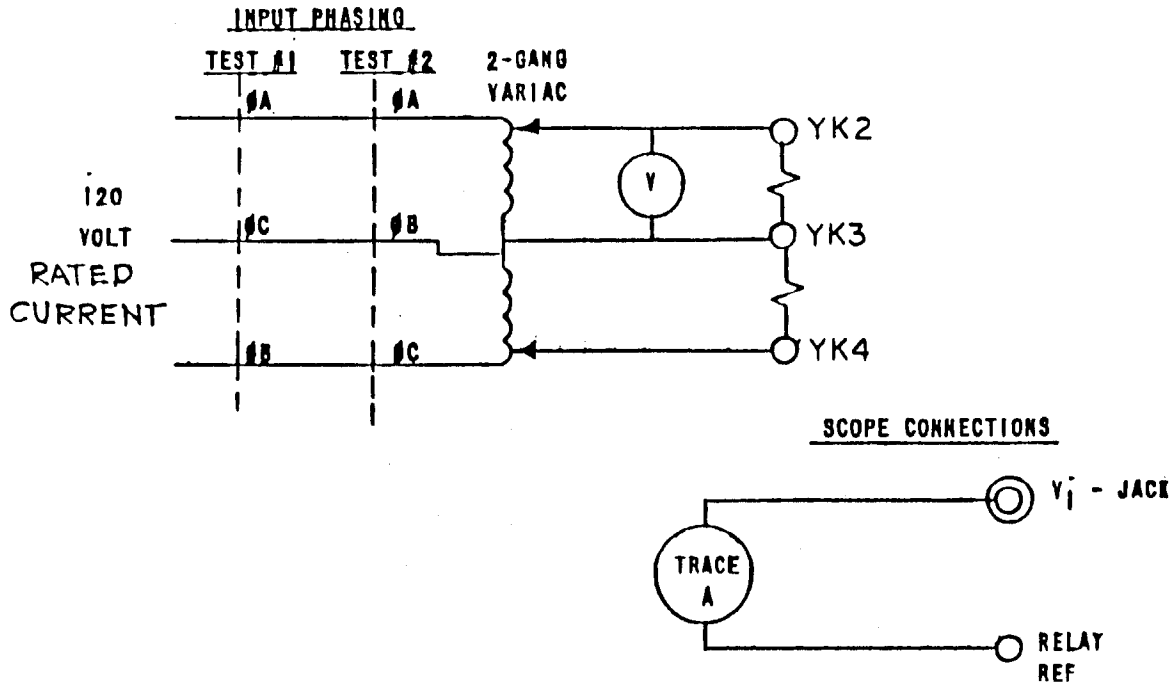 INPUT PHASING
TEST #1 TEST #2 2-GANG
VARIAC
ØA ØA
YK2
V
120
VOLT
RATED
CURRENT
ØC ØB
YK3
ØB ØC
YK4
SCOPE CONNECTIONS
Vi - JACK
TRACE
A
RELAY
REF